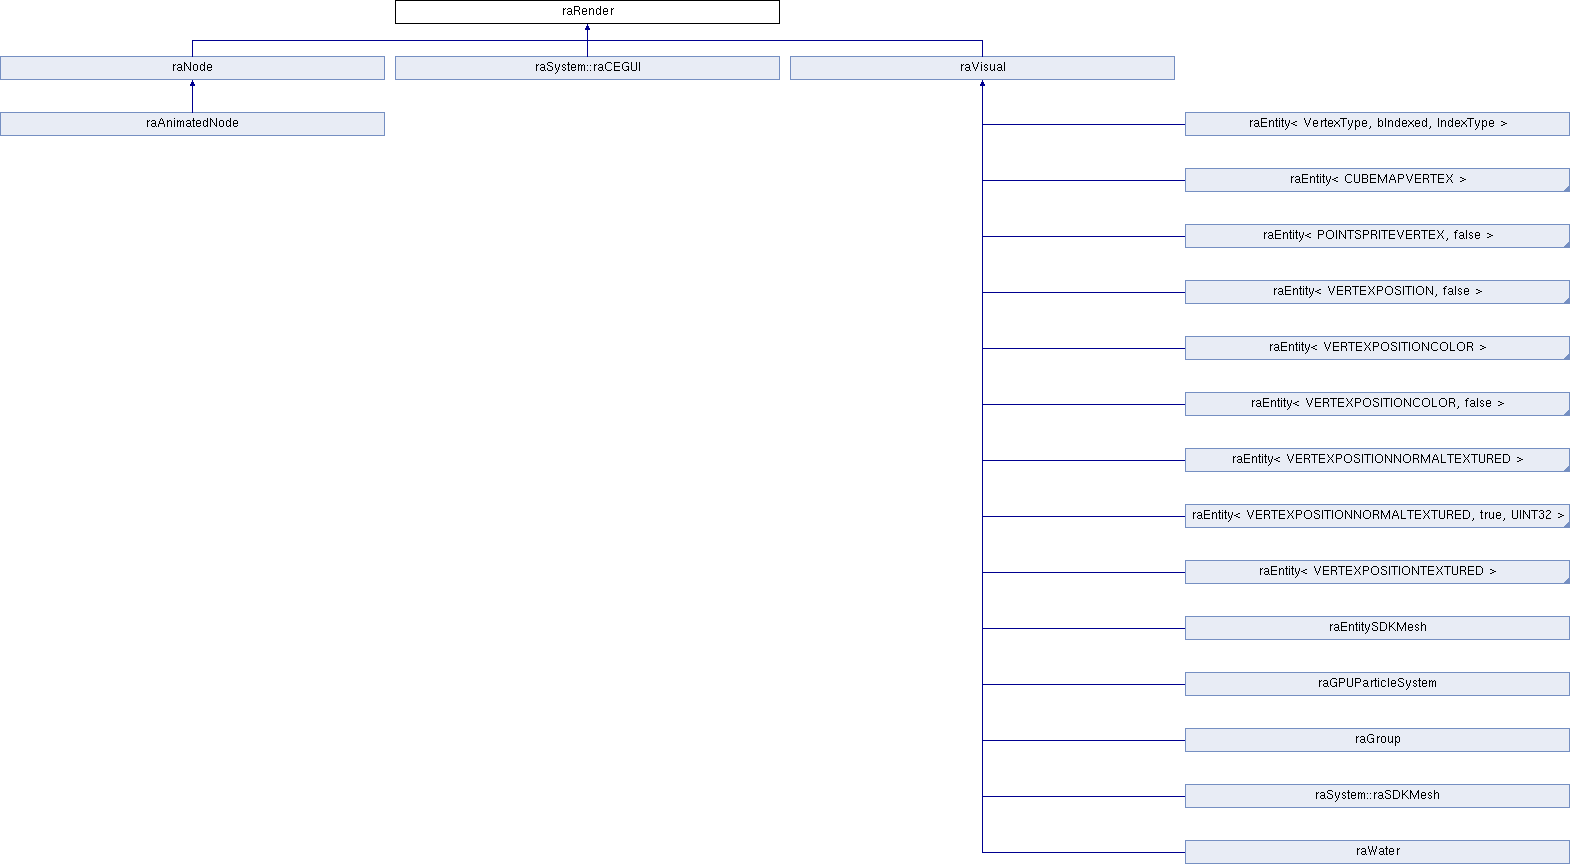 raRender
raNode
raSystem::raCEGUI
raVisual
raAnimatedNode
raEntity< VertexType, bIndexed, IndexType >
raEntity< CUBEMAPVERTEX >
raEntity< POINTSPRITEVERTEX, false >
raEntity< VERTEXPOSITION, false >
raEntity< VERTEXPOSITIONCOLOR >
raEntity< VERTEXPOSITIONCOLOR, false >
raEntity< VERTEXPOSITIONNORMALTEXTURED >
raEntity< VERTEXPOSITIONNORMALTEXTURED, true, UINT32 >
raEntity< VERTEXPOSITIONTEXTURED >
raEntitySDKMesh
raGPUParticleSystem
raGroup
raSystem::raSDKMesh
raWater